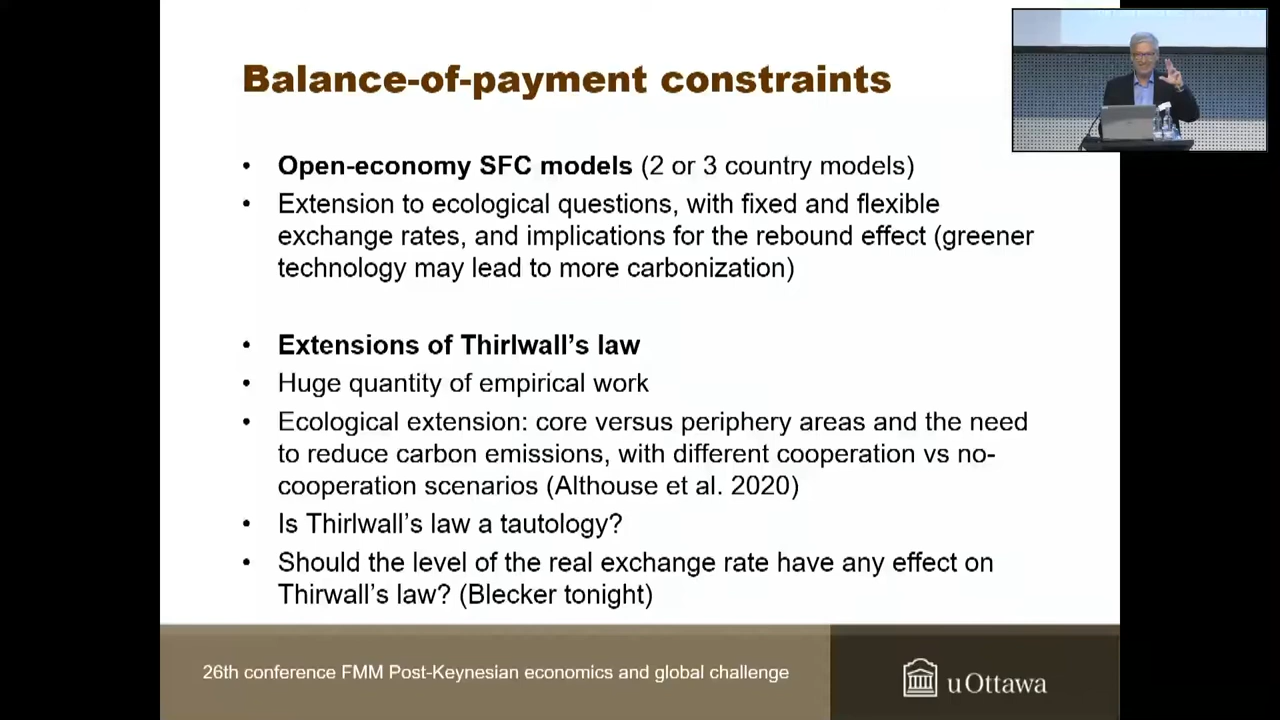 Balance-of-payment constraints
• Open-economy SFC models (2 or 3 country models)
• Extension to ecological questions, with fixed and flexible
exchange rates, and implications for the rebound effect (greener
technology may lead to more carbonization)
• Extensions of Thirlwall's law
• Huge quantity of empirical work
• Ecological extension: core versus periphery areas and the need
to reduce carbon emissions, with different cooperation vs no-
cooperation scenarios (Althouse et al. 2020)
• Is Thirlwall's law a tautology?
• Should the level of the real exchange rate have any effect on
Thirwall's law? (Blecker tonight)
26th conference FMM Post-Keynesian economics and global challenge
uOttawa